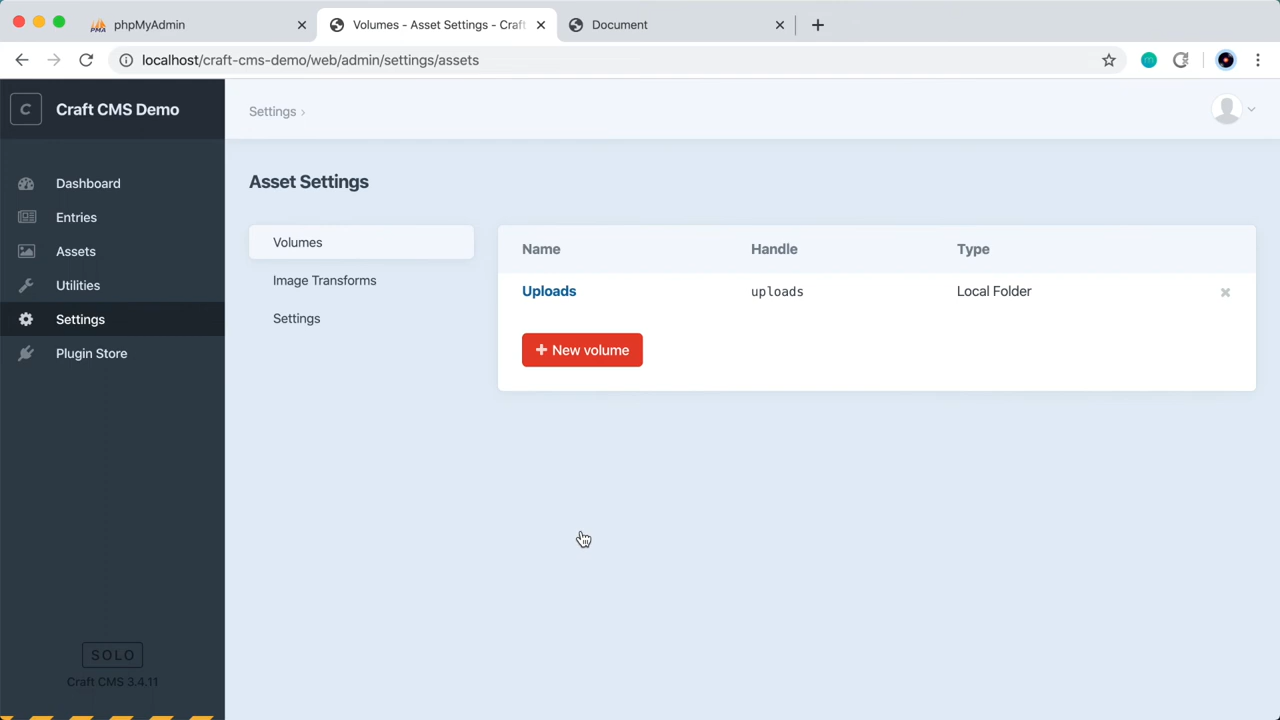 phpMyAdmin
Volumes - Asset Settings - Craft
Document
localhost/craft-cms-demo/web/admin/settings/assets
C
Craft CMS Demo
Settings ›
Dashboard
Entries
Assets
Utilities
Settings
Plugin Store
SOLO
Craft CMS 3.4.11
Asset Settings
Volumes
Image Transforms
Settings
Name Handle Type
Uploads uploads Local Folder
+ New volume